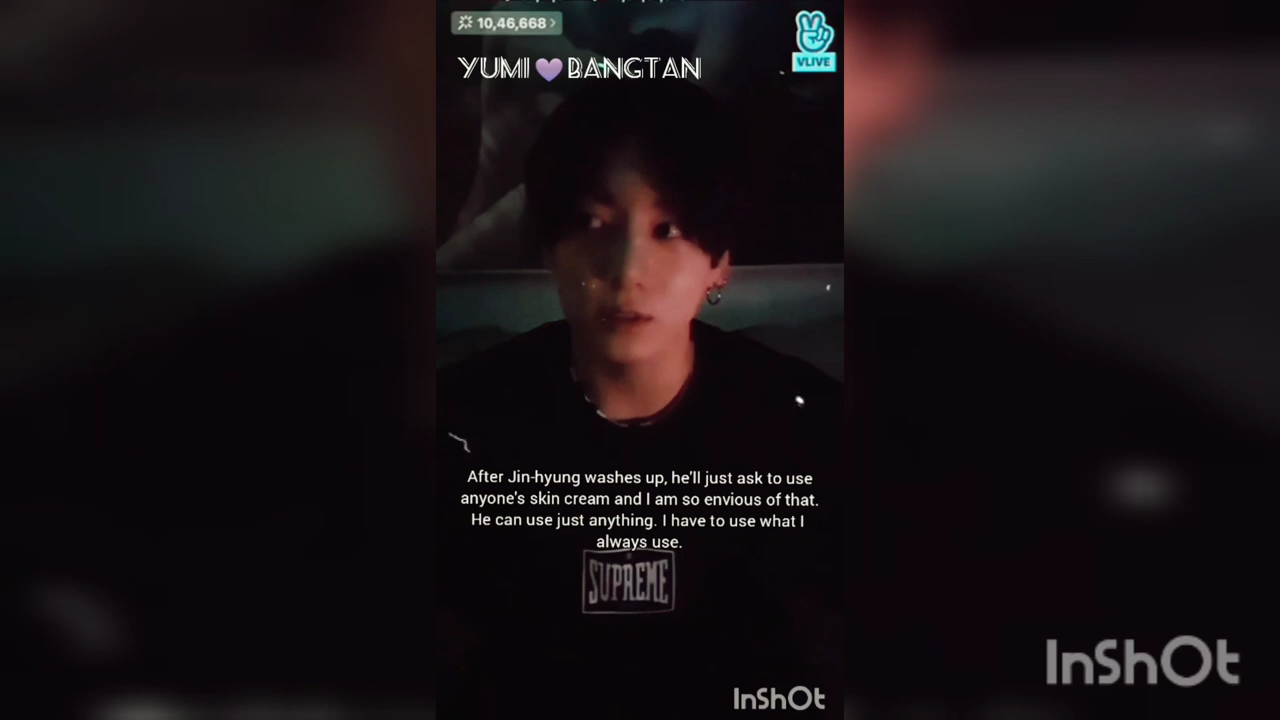 10,46,668 >
VLIVE
YUMI💜BANGTAN
After Jin-hyung washes up, he'll just ask to use
anyone's skin cream and I am so envious of that.
He can use just anything. I have to use what I
always use.
SUPREME
InShOt
InShOt